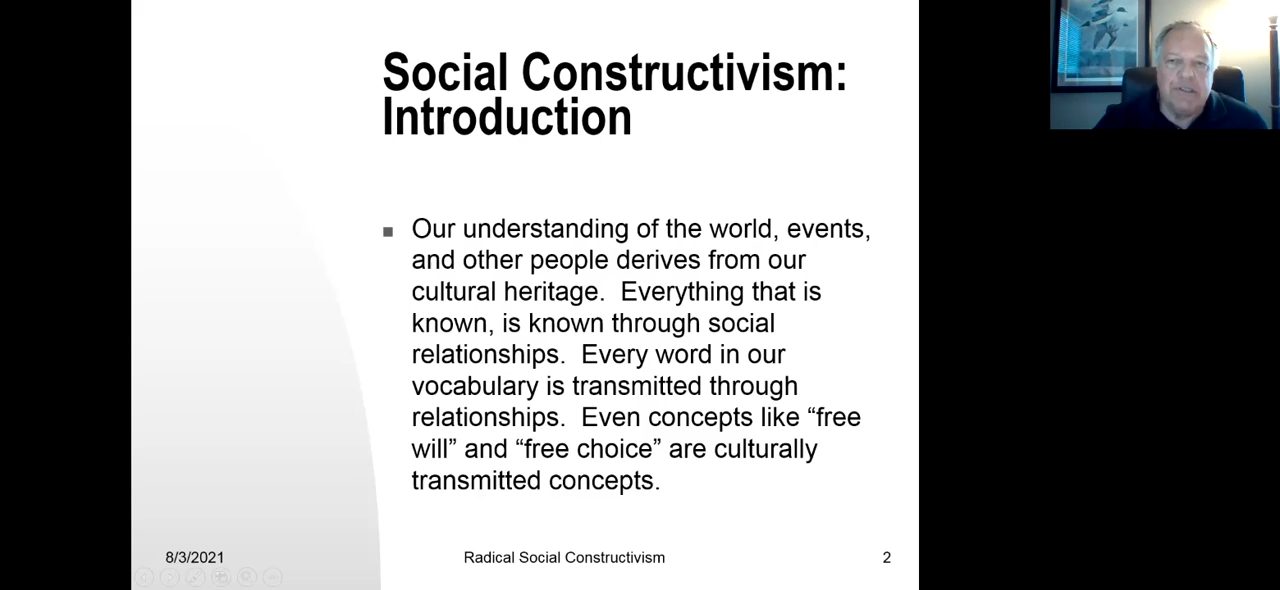 Social Constructivism:
Introduction
Our understanding of the world, events,
and other people derives from our
cultural heritage.  Everything that is
known, is known through social
relationships.  Every word in our
vocabulary is transmitted through
relationships.  Even concepts like “free
will” and “free choice” are culturally
transmitted concepts.
8/3/2021
Radical Social Constructivism
2